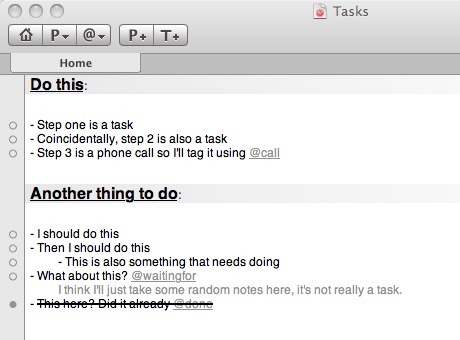 Tasks
P @ P+ T+
Home
Do this:
- Step one is a task
- Coincidentally, step 2 is also a task
- Step 3 is a phone call so I'll tag it using @call
Another thing to do:
- I should do this
- Then I should do this
- This is also something that needs doing
- What about this? @waitingfor
I think I'll just take some random notes here, it's not really a task.
- This here? Did it already @done